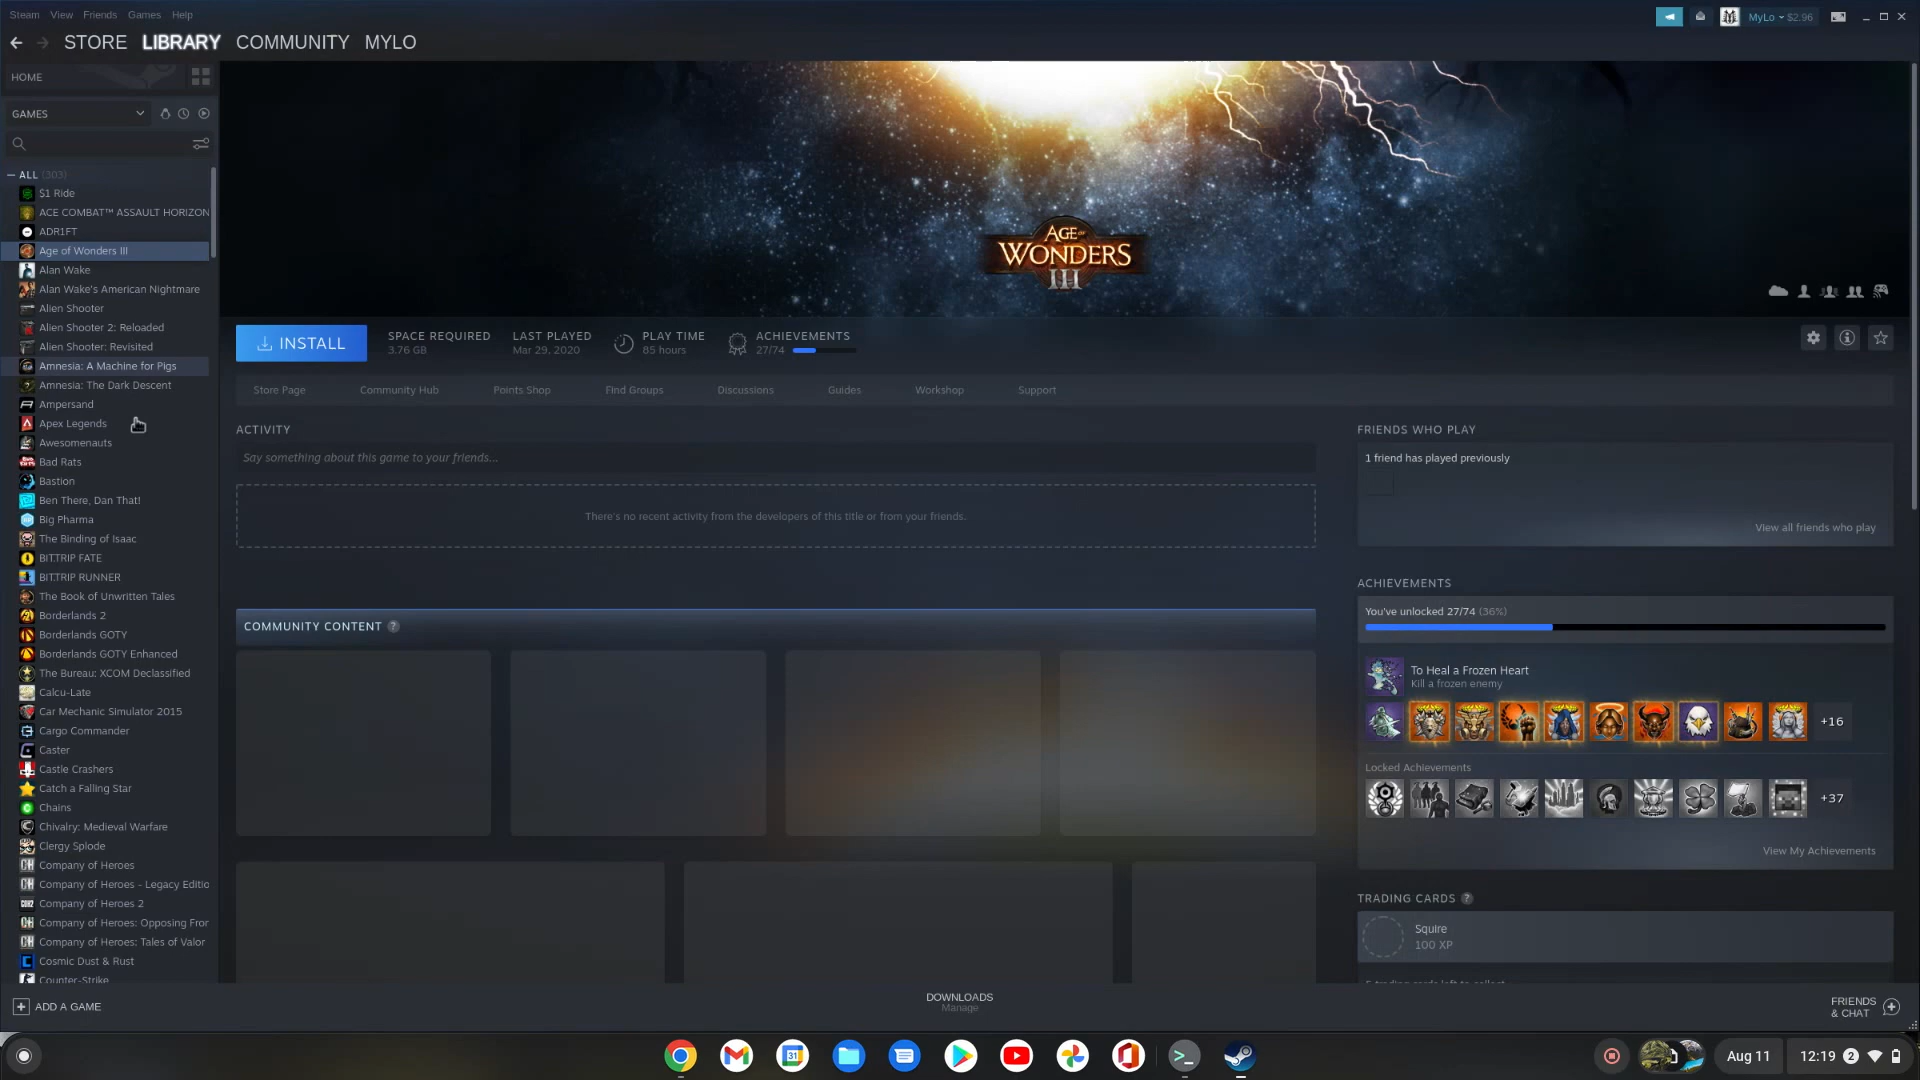 Steam View Friends Games Help
MyLo $2.96
STORE LIBRARY COMMUNITY MYLO
HOME
GAMES
ALL (303)
$1 Ride
ACE COMBAT™ ASSAULT HORIZON
ADR1FT
Age of Wonders III
Alan Wake
Alan Wake's American Nightmare
Alien Shooter
Alien Shooter 2: Reloaded
Alien Shooter: Revisited
Amnesia: A Machine for Pigs
Amnesia: The Dark Descent
Ampersand
Apex Legends
Awesomenauts
Bad Rats
Bastion
Ben There, Dan That!
Big Pharma
The Binding of Isaac
BIT.TRIP FATE
BIT.TRIP RUNNER
The Book of Unwritten Tales
Borderlands 2
Borderlands GOTY
Borderlands GOTY Enhanced
The Bureau: XCOM Declassified
Calcu-Late
Car Mechanic Simulator 2015
Cargo Commander
Caster
Castle Crashers
Catch a Falling Star
Chains
Chivalry: Medieval Warfare
Clergy Splode
Company of Heroes
Company of Heroes - Legacy Editio
Company of Heroes 2
Company of Heroes: Opposing Fron
Company of Heroes: Tales of Valor
Cosmic Dust & Rust
Counter-Strike
ADD A GAME
AGE OF
WONDERS
III
INSTALL
SPACE REQUIRED
3.76 GB
LAST PLAYED
Mar 29, 2020
PLAY TIME
85 hours
ACHIEVEMENTS
27/74
Store Page Community Hub Points Shop Find Groups Discussions Guides Workshop Support
ACTIVITY
Say something about this game to your friends...
There's no recent activity from the developers of this title or from your friends.
COMMUNITY CONTENT ?
FRIENDS WHO PLAY
1 friend has played previously
View all friends who play
ACHIEVEMENTS
You've unlocked 27/74 (36%)
To Heal a Frozen Heart
Kill a frozen enemy
+16
Locked Achievements
+37
View My Achievements
TRADING CARDS ?
Squire
100 XP
DOWNLOADS
Manage
FRIENDS
& CHAT
31
Aug 11
12:19 2